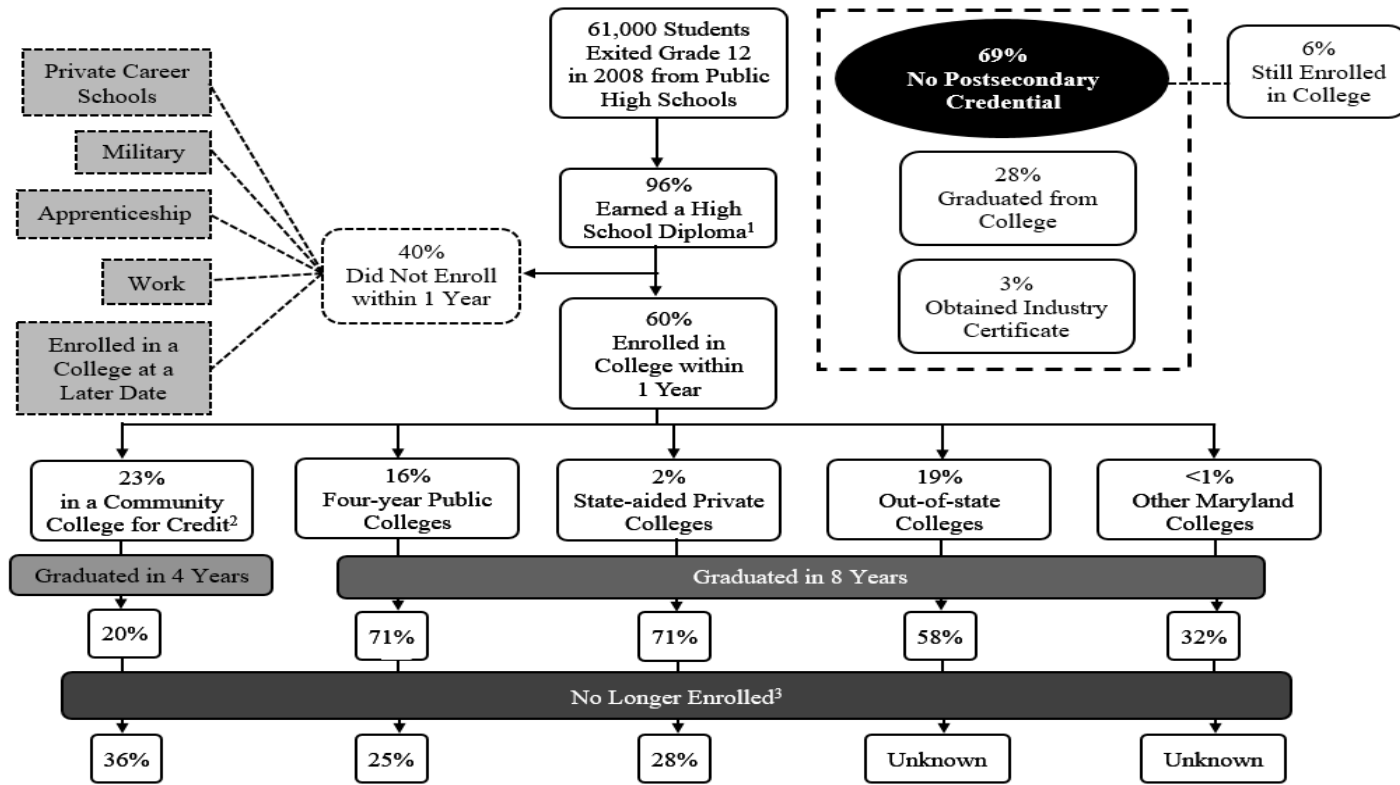 61,000 Students
Exited Grade 12
in 2008 from Public
High Schools
69%
No Postsecondary
Credential
6%
Still Enrolled
in College
28%
Graduated from
College
3%
Obtained Industry
Certificate
Private Career
Schools
Military
Apprenticeship
Work
Enrolled in a
College at a
Later Date
96%
Earned a High
School Diploma¹
40%
Did Not Enroll
within 1 Year
60%
Enrolled in
College within
1 Year
23%
in a Community
College for Credit²
16%
Four-year Public
Colleges
2%
State-aided Private
Colleges
19%
Out-of-state
Colleges
<1%
Other Maryland
Colleges
Graduated in 4 Years
Graduated in 8 Years
20%
71%
71%
58%
32%
No Longer Enrolled³
36%
25%
28%
Unknown
Unknown